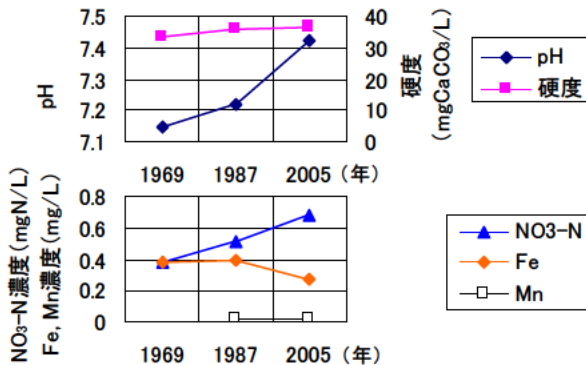 7.5
7.4
7.3
7.2
7.1
pH
40
30
20
10
0
硬度
(mgCaCO3/L)
1969 1987 2005 (年)
pH
硬度
0.8
0.6
0.4
0.2
0
NO₃-N濃度(mgN/L)
Fe, Mn濃度(mg/L)
1969 1987 2005 (年)
NO3-N
Fe
Mn